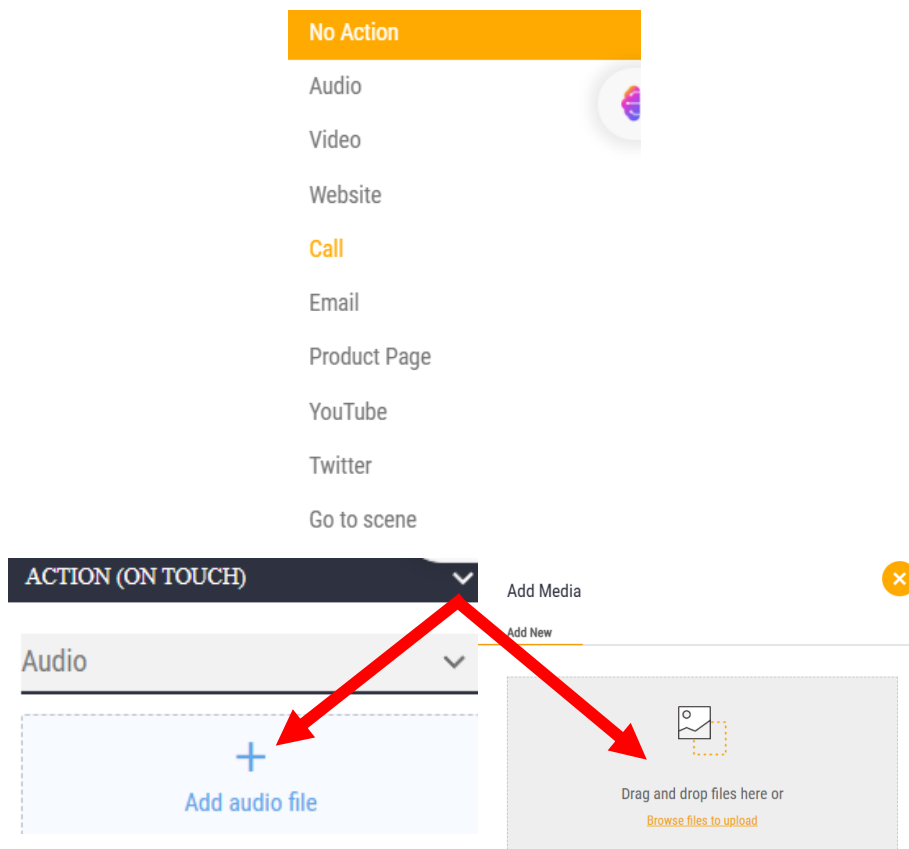 No Action
Audio
Video
Website
Call
Email
Product Page
YouTube
Twitter
Go to scene
ACTION (ON TOUCH)
Audio
Add audio file
Add Media
Add New
Drag and drop files here or
Browse files to upload